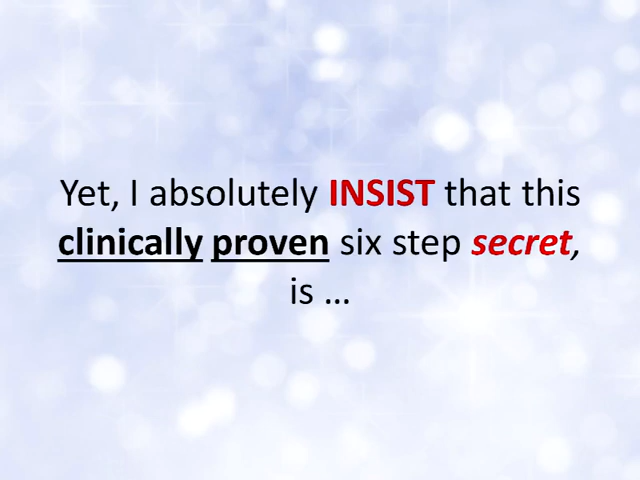 Yet, I absolutely INSIST that this
clinically proven six step secret,
is ...